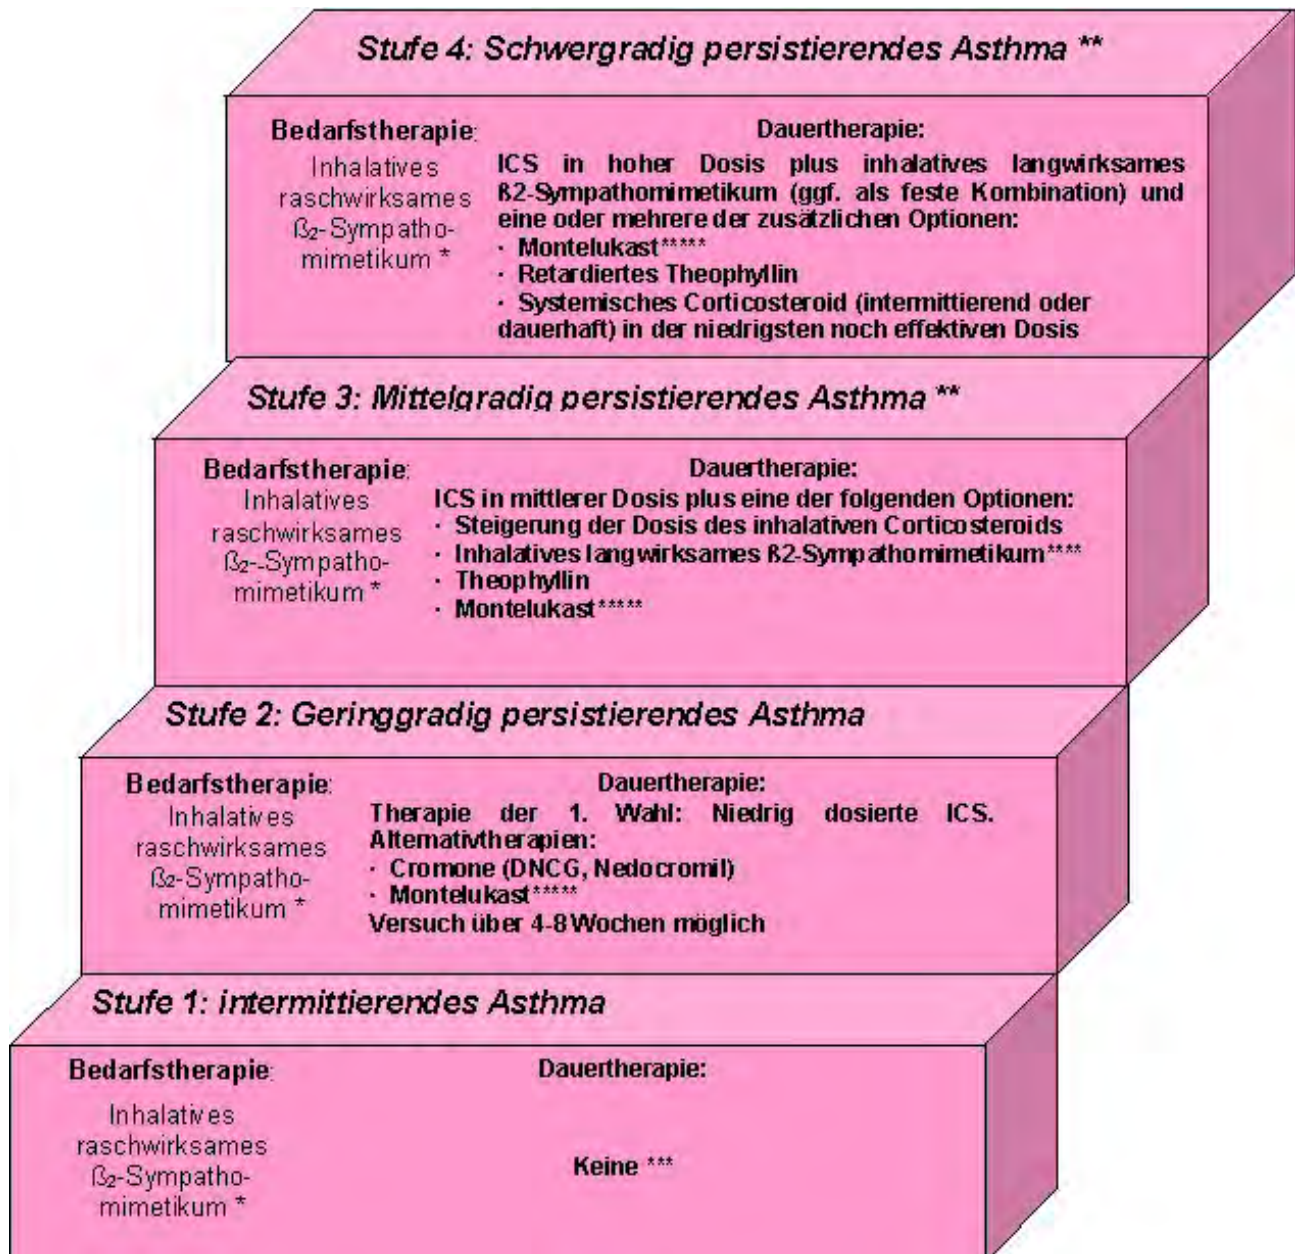 Stufe 4: Schwergradig persistierendes Asthma **
Bedarfstherapie:
Inhalatives
raschwirksames
ß₂-Sympatho-
mimetikum *
Dauertherapie:
ICS in hoher Dosis plus inhalatives langwirksames
ß2-Sympathomimetikum (ggf. als feste Kombination) und
eine oder mehrere der zusätzlichen Optionen:
· Montelukast*****
· Retardiertes Theophyllin
· Systemisches Corticosteroid (intermittierend oder
dauerhaft) in der niedrigsten noch effektiven Dosis
Stufe 3: Mittelgradig persistierendes Asthma **
Bedarfstherapie:
Inhalatives
raschwirksames
ß₂--Sympatho-
mimetikum *
Dauertherapie:
ICS in mittlerer Dosis plus eine der folgenden Optionen:
· Steigerung der Dosis des inhalativen Corticosteroids
· Inhalatives langwirksames ß2-Sympathomimetikum****
· Theophyllin
· Montelukast*****
Stufe 2: Geringgradig persistierendes Asthma
Bedarfstherapie:
Inhalatives
raschwirksames
ß₂-Sympatho-
mimetikum *
Dauertherapie:
Therapie der 1. Wahl: Niedrig dosierte ICS.
Alternativtherapien:
· Cromone (DNCG, Nedocromil)
· Montelukast*****
Versuch über 4-8 Wochen möglich
Stufe 1: intermittierendes Asthma
Bedarfstherapie:
Inhalatives
raschwirksames
ß₂-Sympatho-
mimetikum *
Dauertherapie:
Keine ***